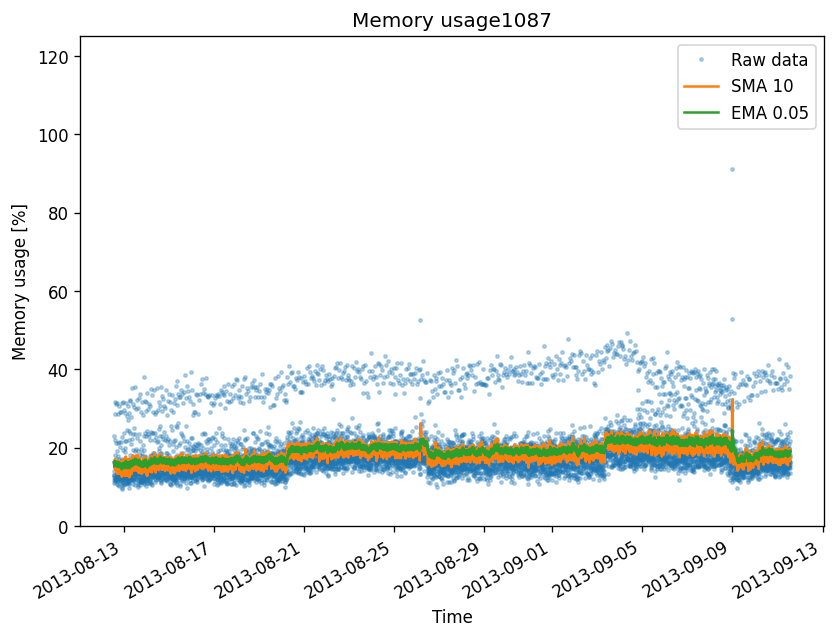 Memory usage1087
Raw data
SMA 10
EMA 0.05
120
100
80
60
40
20
0
Memory usage [%]
2013-08-13
2013-08-17
2013-08-21
2013-08-25
2013-08-29
2013-09-01
2013-09-05
2013-09-09
2013-09-13
Time